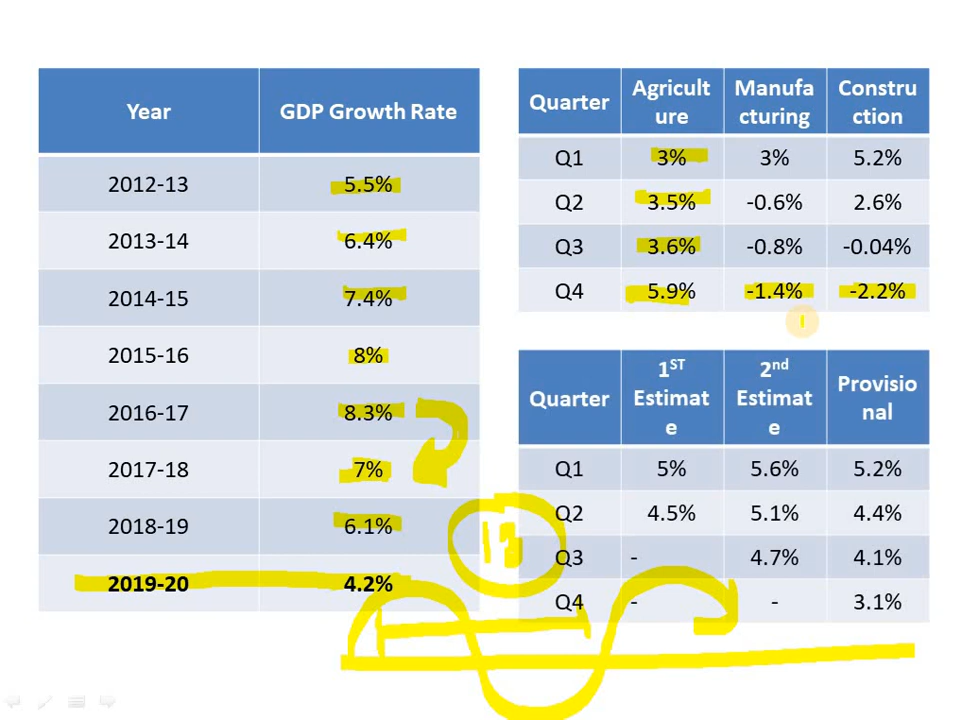 Year GDP Growth Rate
2012-13 5.5%
2013-14 6.4%
2014-15 7.4%
2015-16 8%
2016-17 8.3%
2017-18 7%
2018-19 6.1%
2019-20 4.2%
Quarter Agricult
ure Manufa
cturing Constru
ction
Q1 3% 3% 5.2%
Q2 3.5% -0.6% 2.6%
Q3 3.6% -0.8% -0.04%
Q4 5.9% -1.4% -2.2%
Quarter 1ST
Estimat
e 2nd
Estimat
e Provisio
nal
Q1 5% 5.6% 5.2%
Q2 4.5% 5.1% 4.4%
Q3 - 4.7% 4.1%
Q4 - - 3.1%